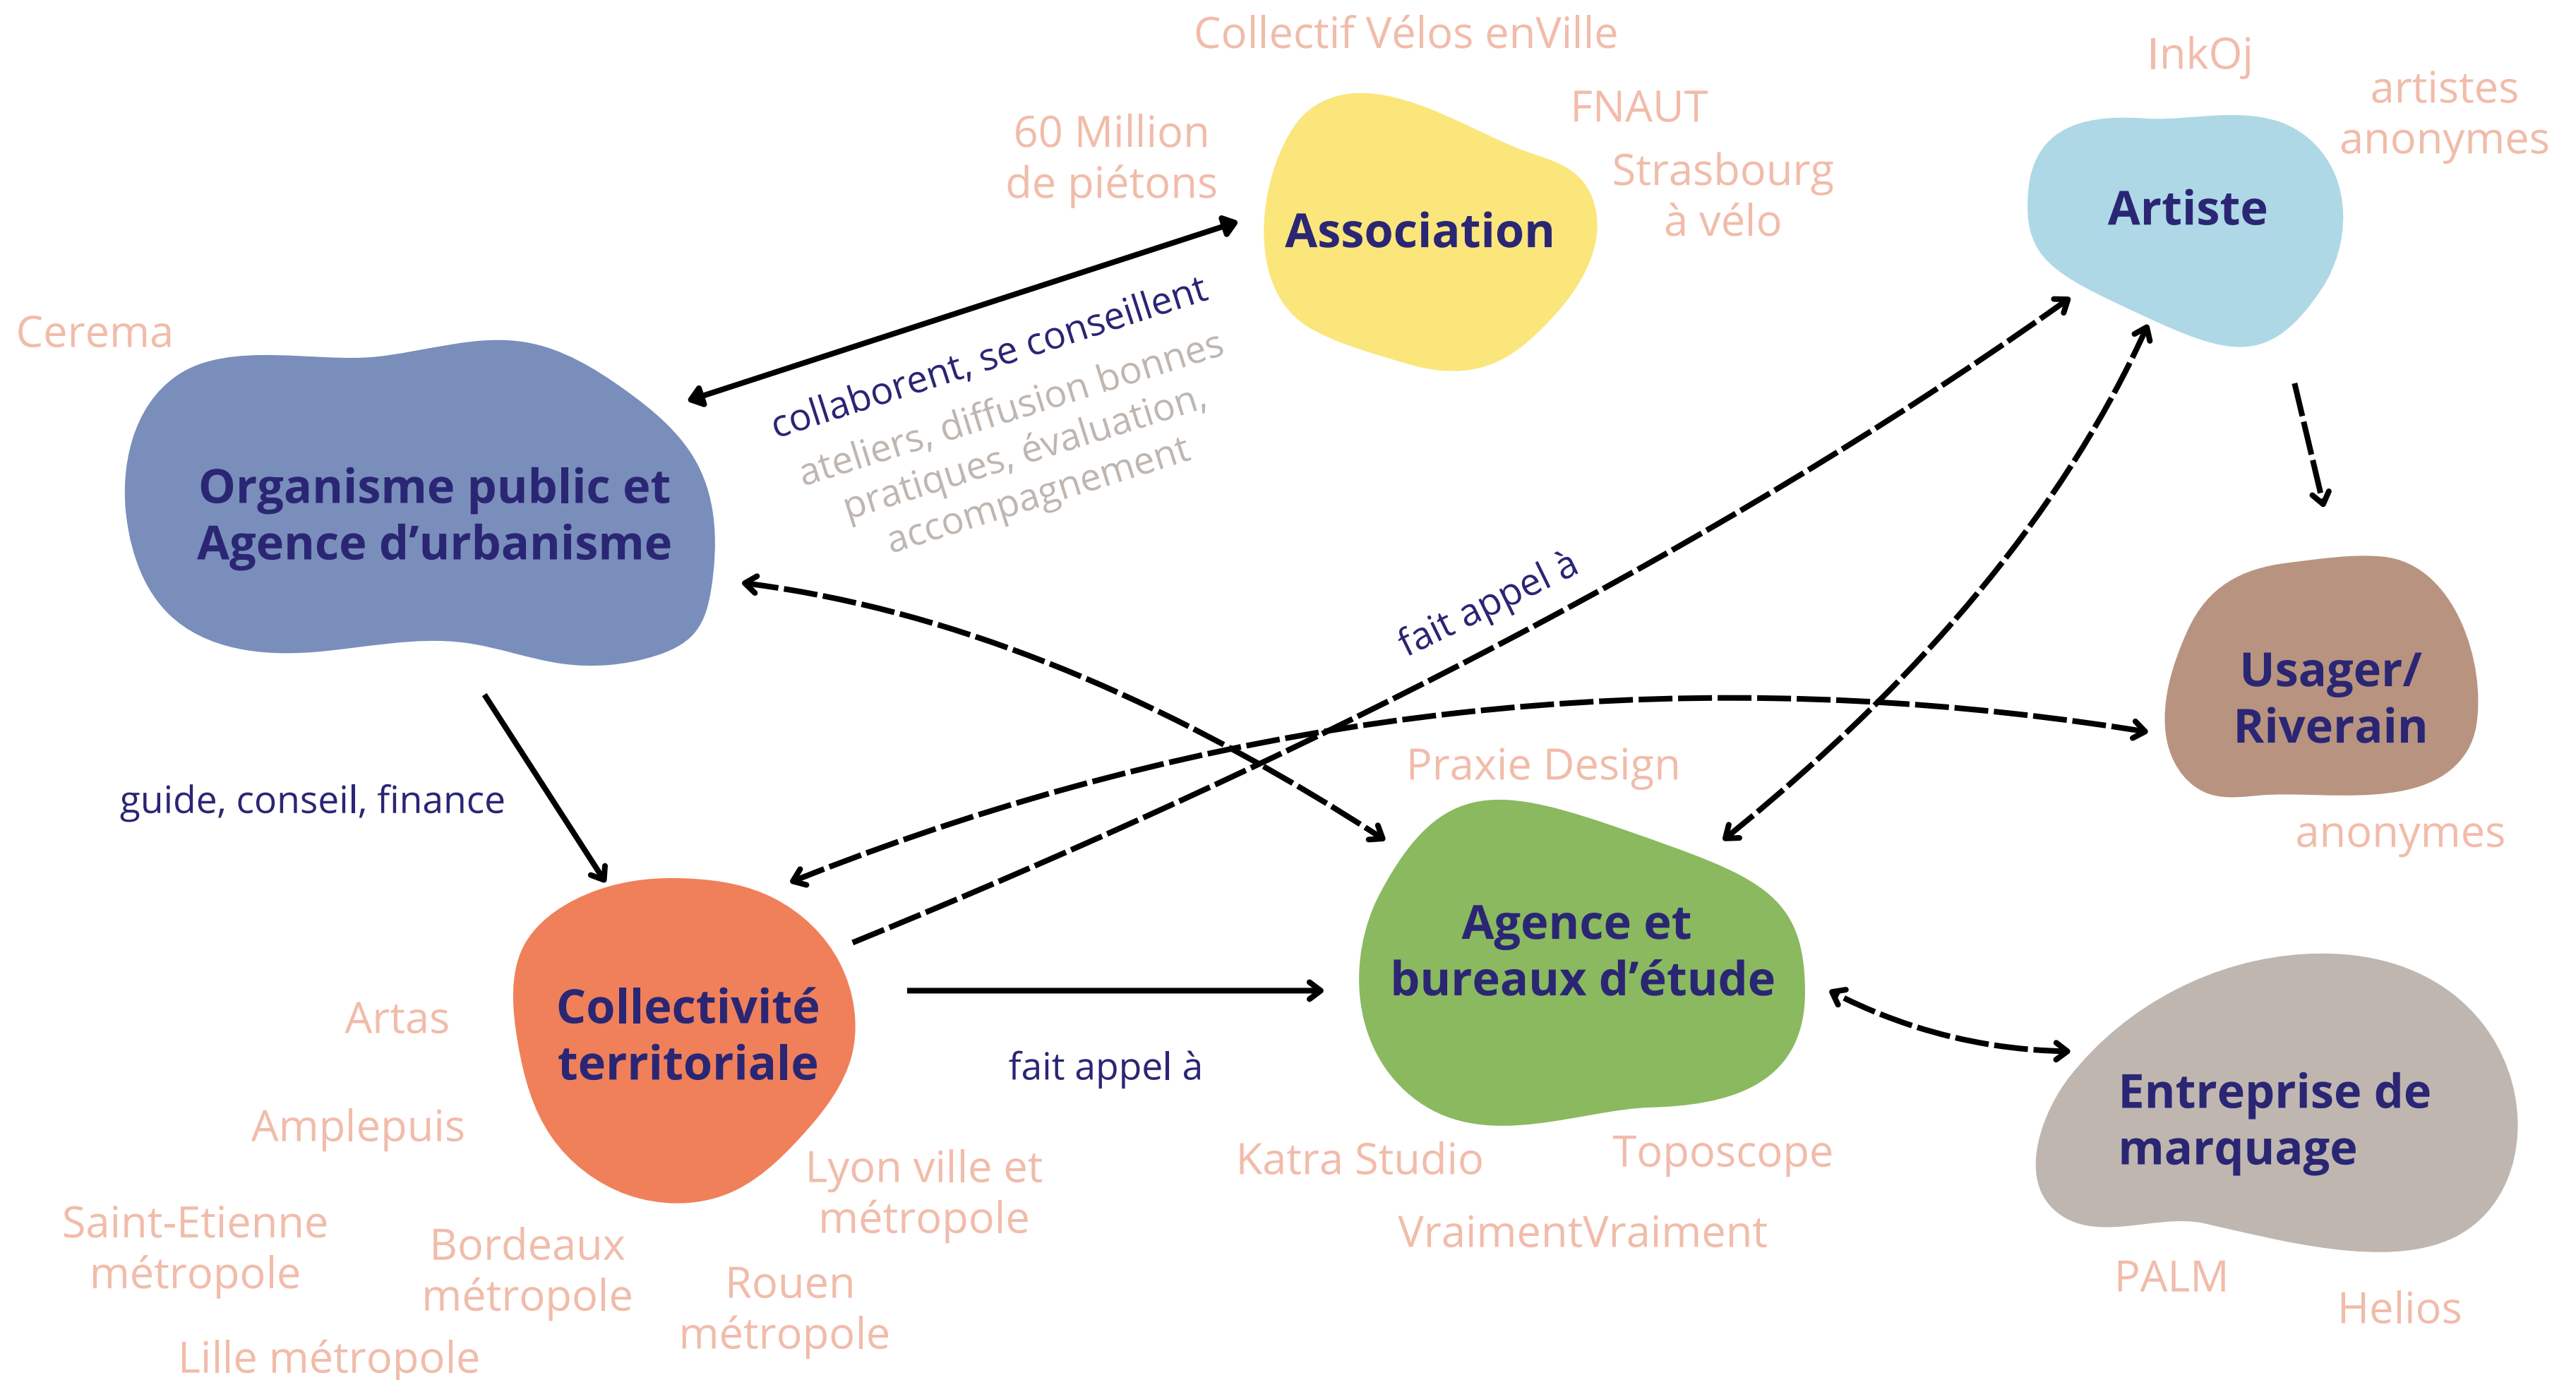 Collectif Vélos enVille
InkOj
artistes
anonymes
FNAUT
60 Million
de piétons
Strasbourg
à vélo
Association
Artiste
Cerema
collaborent, se conseillent
ateliers, diffusion bonnes
pratiques, évaluation,
accompagnement
Organisme public et
Agence d’urbanisme
fait appel à
Usager/
Riverain
anonymes
guide, conseil, finance
Praxie Design
Agence et
bureaux d’étude
Collectivité
territoriale
fait appel à
Artas
Amplepuis
Entreprise de
marquage
Katra Studio
Toposcope
VraimentVraiment
Lyon ville et
métropole
Saint-Etienne
métropole
Bordeaux
métropole
Rouen
métropole
Lille métropole
PALM
Helios